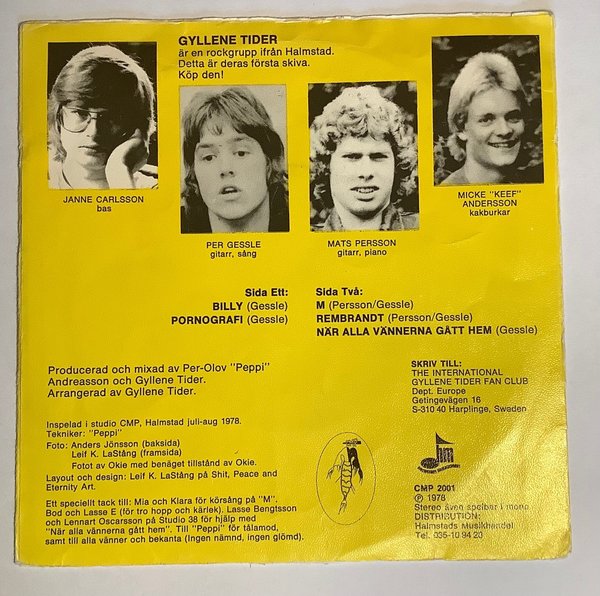 GYLLENE TIDER
är en rockgrupp ifrån Halmstad.
Detta är deras första skiva.
Köp den!
JANNE CARLSSON
bas
PER GESSLE
gitarr, sång
MATS PERSSON
gitarr, piano
MICKE "KEEF"
ANDERSSON
kakburkar
Sida Ett:
BILLY (Gessle)
PORNOGRAFI (Gessle)
Sida Två:
M (Persson/Gessle)
REMBRANDT (Persson/Gessle)
NÄR ALLA VÄNNERNA GÅTT HEM (Gessle)
Producerad och mixad av Per-Olov "Peppi"
Andreasson och Gyllene Tider.
Arrangerad av Gyllene Tider.
SKRIV TILL:
THE INTERNATIONAL
GYLLENE TIDER FAN CLUB
Dept. Europe
Getingevägen 16
S-310 40 Harplinge, Sweden
Inspelad i studio CMP, Halmstad juli-aug 1978.
Tekniker: "Peppi"
Foto: Anders Jönsson (baksida)
Leif K. LaStång (framsida)
Fotot av Okie med benäget tillstånd av Okie.
Layout och design: Leif K. LaStång på Shit, Peace and
Eternity Art.
Ett speciellt tack till: Mia och Klara för körsång på "M".
Bod och Lasse E (för tro hopp och kärlek). Lasse Bengtsson
och Lennart Oscarsson på Studio 38 för hjälp med
"När alla vännerna gått hem". Till "Peppi" för tålamod,
samt till alla vänner och bekanta (Ingen nämnd, ingen glömd).
hm
CMP 2001
Ⓟ 1978
Stereo även spelbar i mono
DISTRIBUTION:
Halmstads Musikhandel
Tel. 035-10 94 20